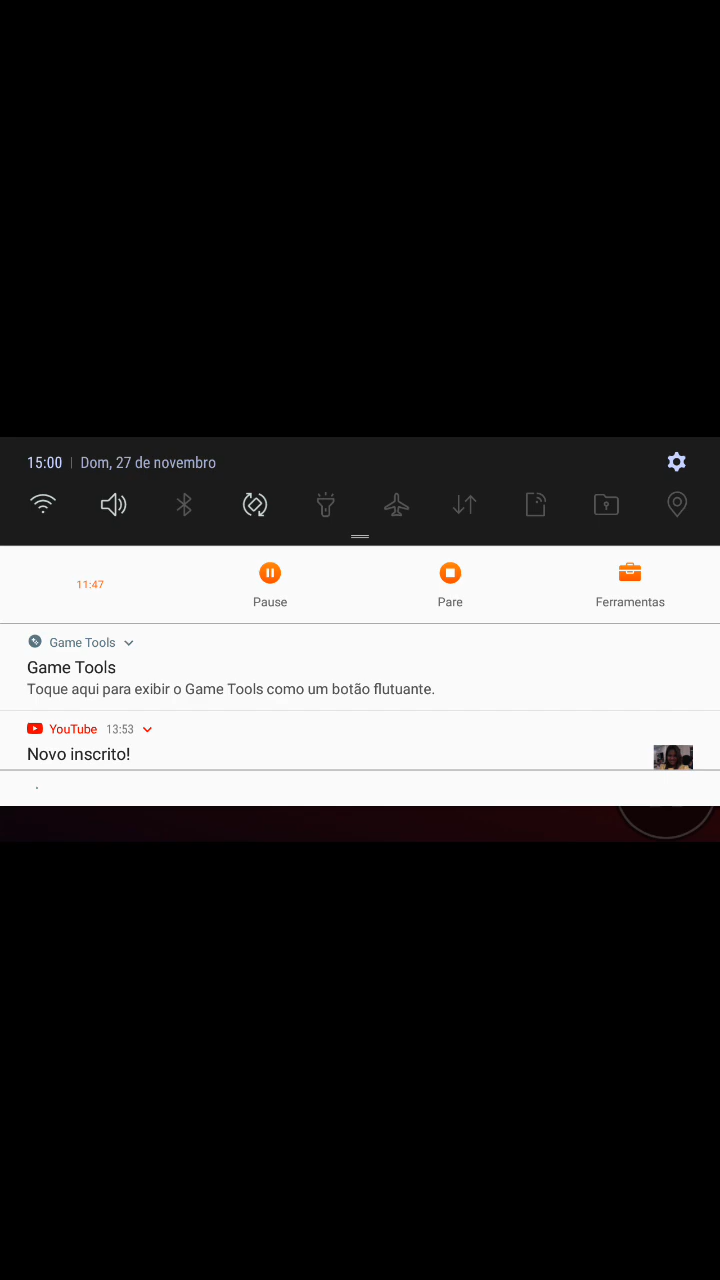 15:00 | Dom, 27 de novembro
11:47
Pause
Pare
Ferramentas
Game Tools
Game Tools
Toque aqui para exibir o Game Tools como um botão flutuante.
YouTube 13:53
Novo inscrito!